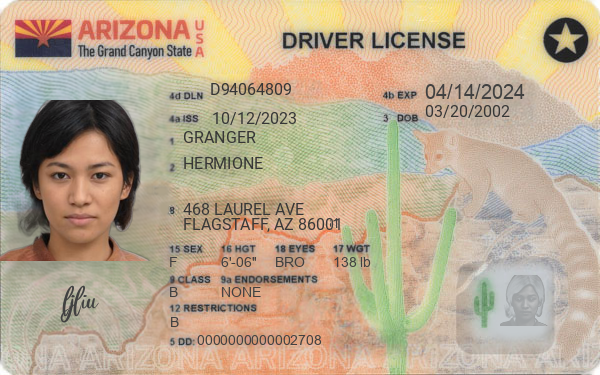 ARIZONA USA
The Grand Canyon State
DRIVER LICENSE
4d DLN D94064809
4b EXP 04/14/2024
4a ISS 10/12/2023
3 DOB 03/20/2002
1 GRANGER
2 HERMIONE
8 468 LAUREL AVE
FLAGSTAFF, AZ 86001
15 SEX 16 HGT 18 EYES 17 WGT
F 6'-06" BRO 138 lb
9 CLASS 9a ENDORSEMENTS
B NONE
12 RESTRICTIONS
B
5 DD: 0000000000002708
ARIZONA ARIZONA ARIZONA ARIZONA